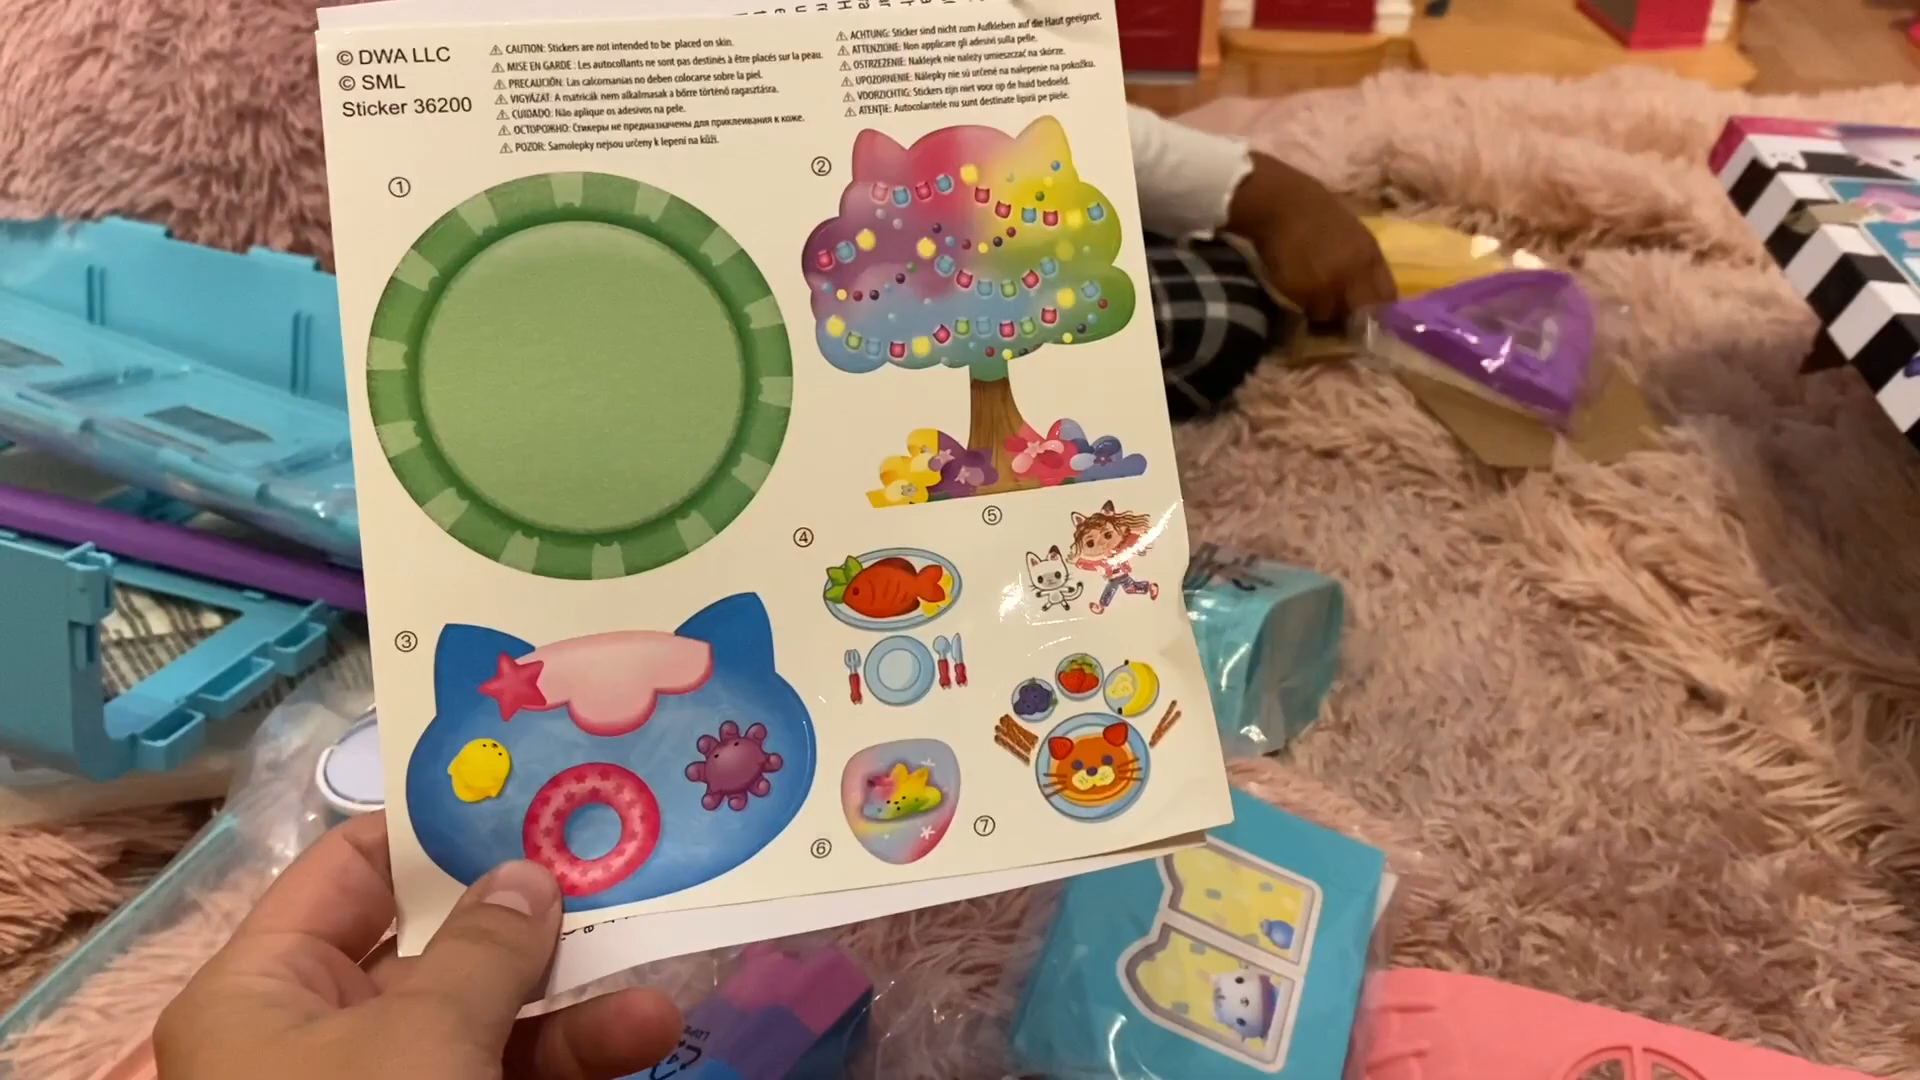 © DWA LLC
© SML
Sticker 36200
⚠ CAUTION: Stickers are not intended to be placed on skin.
⚠ MISE EN GARDE : Les autocollants ne sont pas destinés à être placés sur la peau.
⚠ PRECAUCIÓN: Las calcomanías no deben colocarse sobre la piel.
⚠ VIGYÁZAT: A matricák nem alkalmasak a bőrre történő ragasztásra.
⚠ CUIDADO: Não aplique os adesivos na pele.
⚠ ОСТОРОЖНО: Стикеры не предназначены для приклеивания к коже.
⚠ POZOR: Samolepky nejsou určeny k lepení na kůži.
⚠ ACHTUNG: Sticker sind nicht zum Aufkleben auf die Haut geeignet.
⚠ ATTENZIONE: Non applicare gli adesivi sulla pelle.
⚠ OSTRZEŻENIE: Naklejek nie należy umieszczać na skórze.
⚠ UPOZORNENIE: Nálepky nie sú určené na nalepenie na pokožku.
⚠ VOORZICHTIG: Stickers zijn niet voor op de huid bedoeld.
⚠ ATENȚIE: Autocolantele nu sunt destinate lipirii pe piele.
①
②
③
④
⑤
⑥
⑦